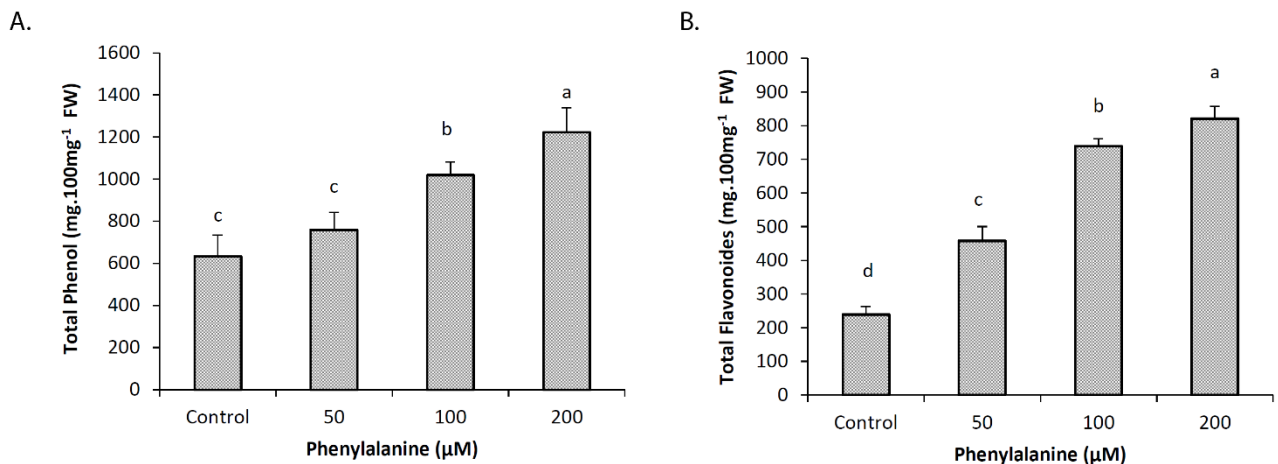 A.
Total Phenol (mg.100mg⁻¹ FW)
1600
1400
1200
1000
800
600
400
200
0
c
c
b
a
Control 50 100 200
Phenylalanine (µM)
B.
Total Flavonoides (mg.100mg⁻¹ FW)
1000
900
800
700
600
500
400
300
200
100
0
d
c
b
a
Control 50 100 200
Phenylalanine (µM)